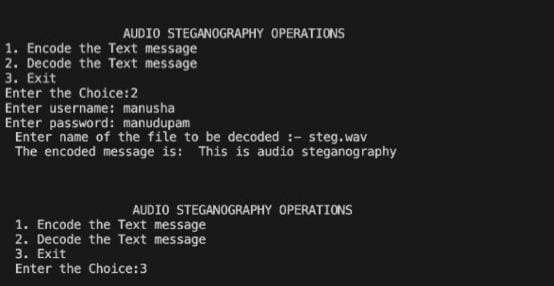 AUDIO STEGANOGRAPHY OPERATIONS
1. Encode the Text message
2. Decode the Text message
3. Exit
Enter the Choice:2
Enter username: manusha
Enter password: manudupam
Enter name of the file to be decoded :- steg.wav
The encoded message is:  This is audio steganography
AUDIO STEGANOGRAPHY OPERATIONS
1. Encode the Text message
2. Decode the Text message
3. Exit
Enter the Choice:3